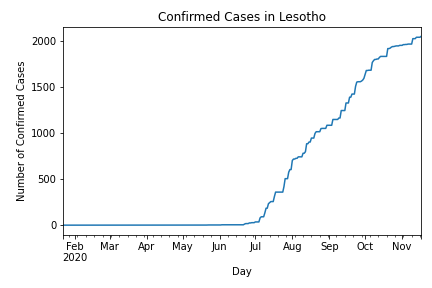 Confirmed Cases in Lesotho
Number of Confirmed Cases
2000
1500
1000
500
0
Feb Mar Apr May Jun Jul Aug Sep Oct Nov
2020
Day